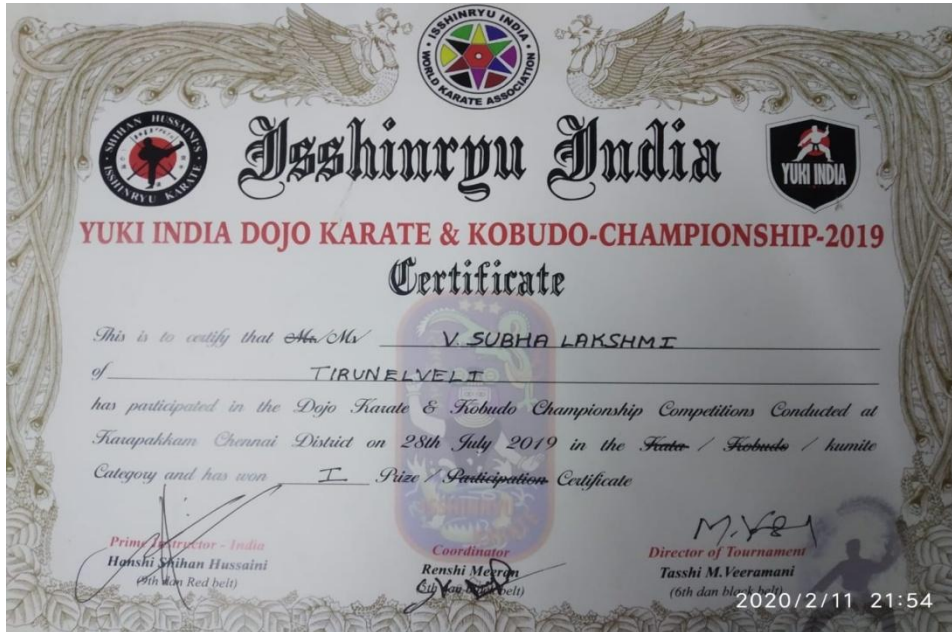 ISSHINRYU INDIA
WORLD KARATE ASSOCIATION
SHIHAN HUSSAINI'S
ISSHINRYU KARATE
Isshinryu India
YUKI INDIA
YUKI INDIA DOJO KARATE & KOBUDO-CHAMPIONSHIP-2019
Certificate
This is to certify that Mr/Ms V. SUBHA LAKSHMI
of TIRUNELVELI
has participated in the Dojo Karate & Kobudo Championship Competitions Conducted at
Karapakkam Chennai District on 28th July 2019 in the Kata / Kobudo / kumite
Category and has won I Prize / Participation Certificate
Prime Instructor - India
Hanshi Shihan Hussaini
(9th dan Red belt)
Coordinator
Renshi Meeran
(5th dan black belt)
Director of Tournament
Tasshi M.Veeramani
(6th dan black belt)
2020/2/11 21:54